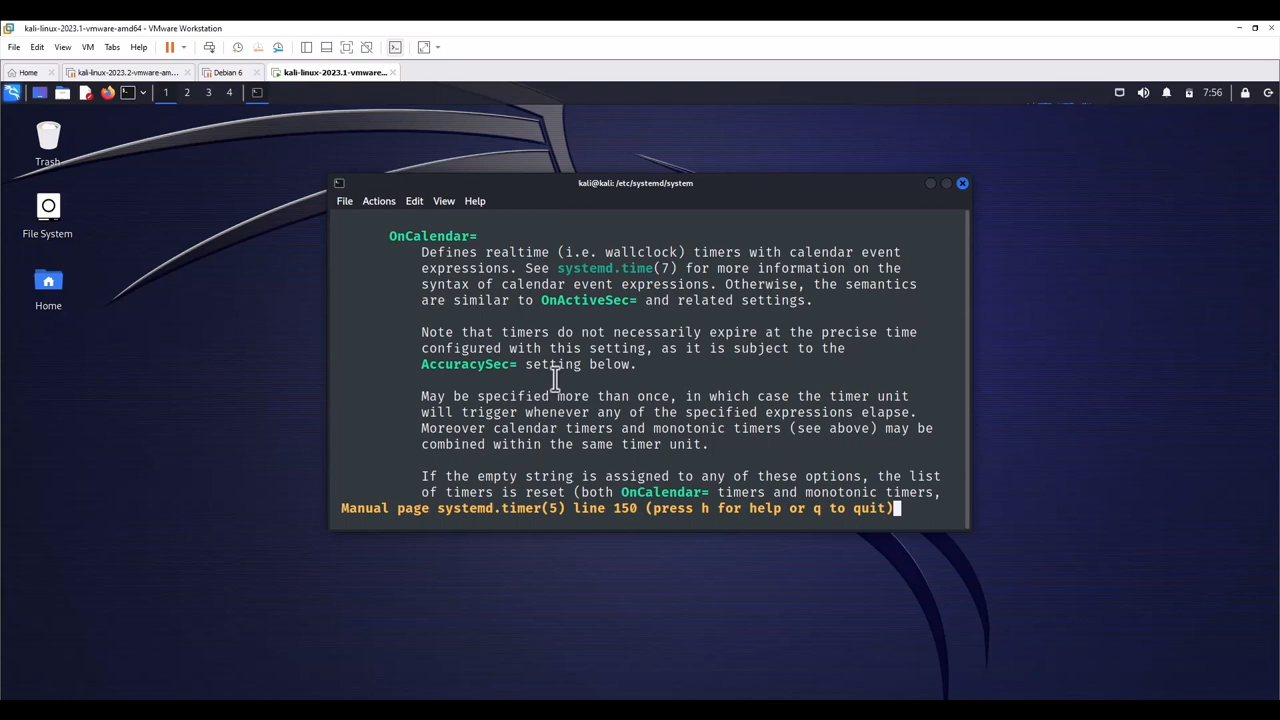 kali-linux-2023.1-vmware-amd64 - VMware Workstation
File Edit View VM Tabs Help
Home kali-linux-2023.2-vmware-am... Debian 6 kali-linux-2023.1-vmware...
1 2 3 4 7:56
Trash
File System
Home
kali@kali: /etc/systemd/system
File Actions Edit View Help
OnCalendar=
Defines realtime (i.e. wallclock) timers with calendar event
expressions. See systemd.time(7) for more information on the
syntax of calendar event expressions. Otherwise, the semantics
are similar to OnActiveSec= and related settings.
Note that timers do not necessarily expire at the precise time
configured with this setting, as it is subject to the
AccuracySec= setting below.
May be specified more than once, in which case the timer unit
will trigger whenever any of the specified expressions elapse.
Moreover calendar timers and monotonic timers (see above) may be
combined within the same timer unit.
If the empty string is assigned to any of these options, the list
of timers is reset (both OnCalendar= timers and monotonic timers,
Manual page systemd.timer(5) line 150 (press h for help or q to quit)